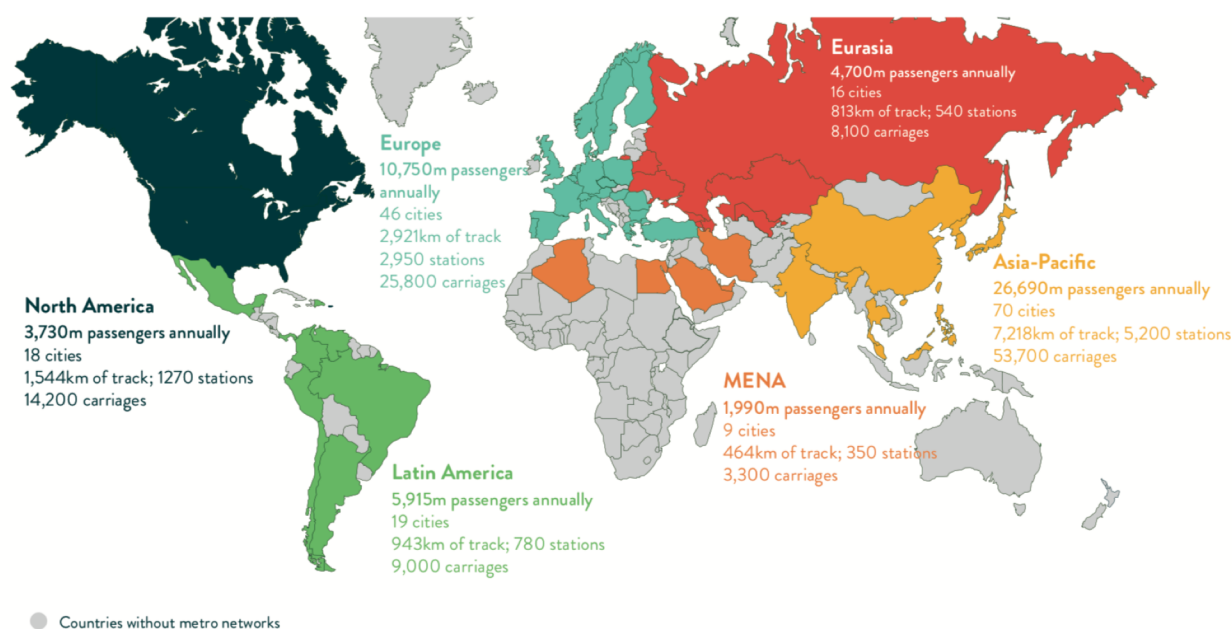 Eurasia
4,700m passengers annually
16 cities
813km of track; 540 stations
8,100 carriages
Europe
10,750m passengers
annually
46 cities
2,921km of track
2,950 stations
25,800 carriages
Asia-Pacific
26,690m passengers annually
70 cities
7,218km of track; 5,200 stations
53,700 carriages
North America
3,730m passengers annually
18 cities
1,544km of track; 1270 stations
14,200 carriages
MENA
1,990m passengers annually
9 cities
464km of track; 350 stations
3,300 carriages
Latin America
5,915m passengers annually
19 cities
943km of track; 780 stations
9,000 carriages
Countries without metro networks